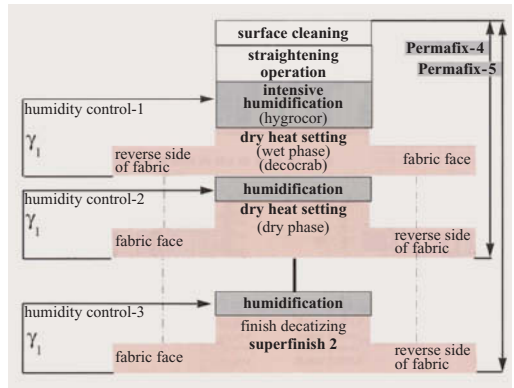 surface cleaning
straightening
operation
Permafix-4
Permafix-5
intensive
humidification
(hygrocor)
humidity control-1
γ1
dry heat setting
(wet phase)
(decocrab)
reverse side
of fabric
fabric face
humidification
humidity control-2
γ1
dry heat setting
(dry phase)
fabric face
reverse side
of fabric
humidification
humidity control-3
γ1
finish decatizing
superfinish 2
fabric face
reverse side
of fabric